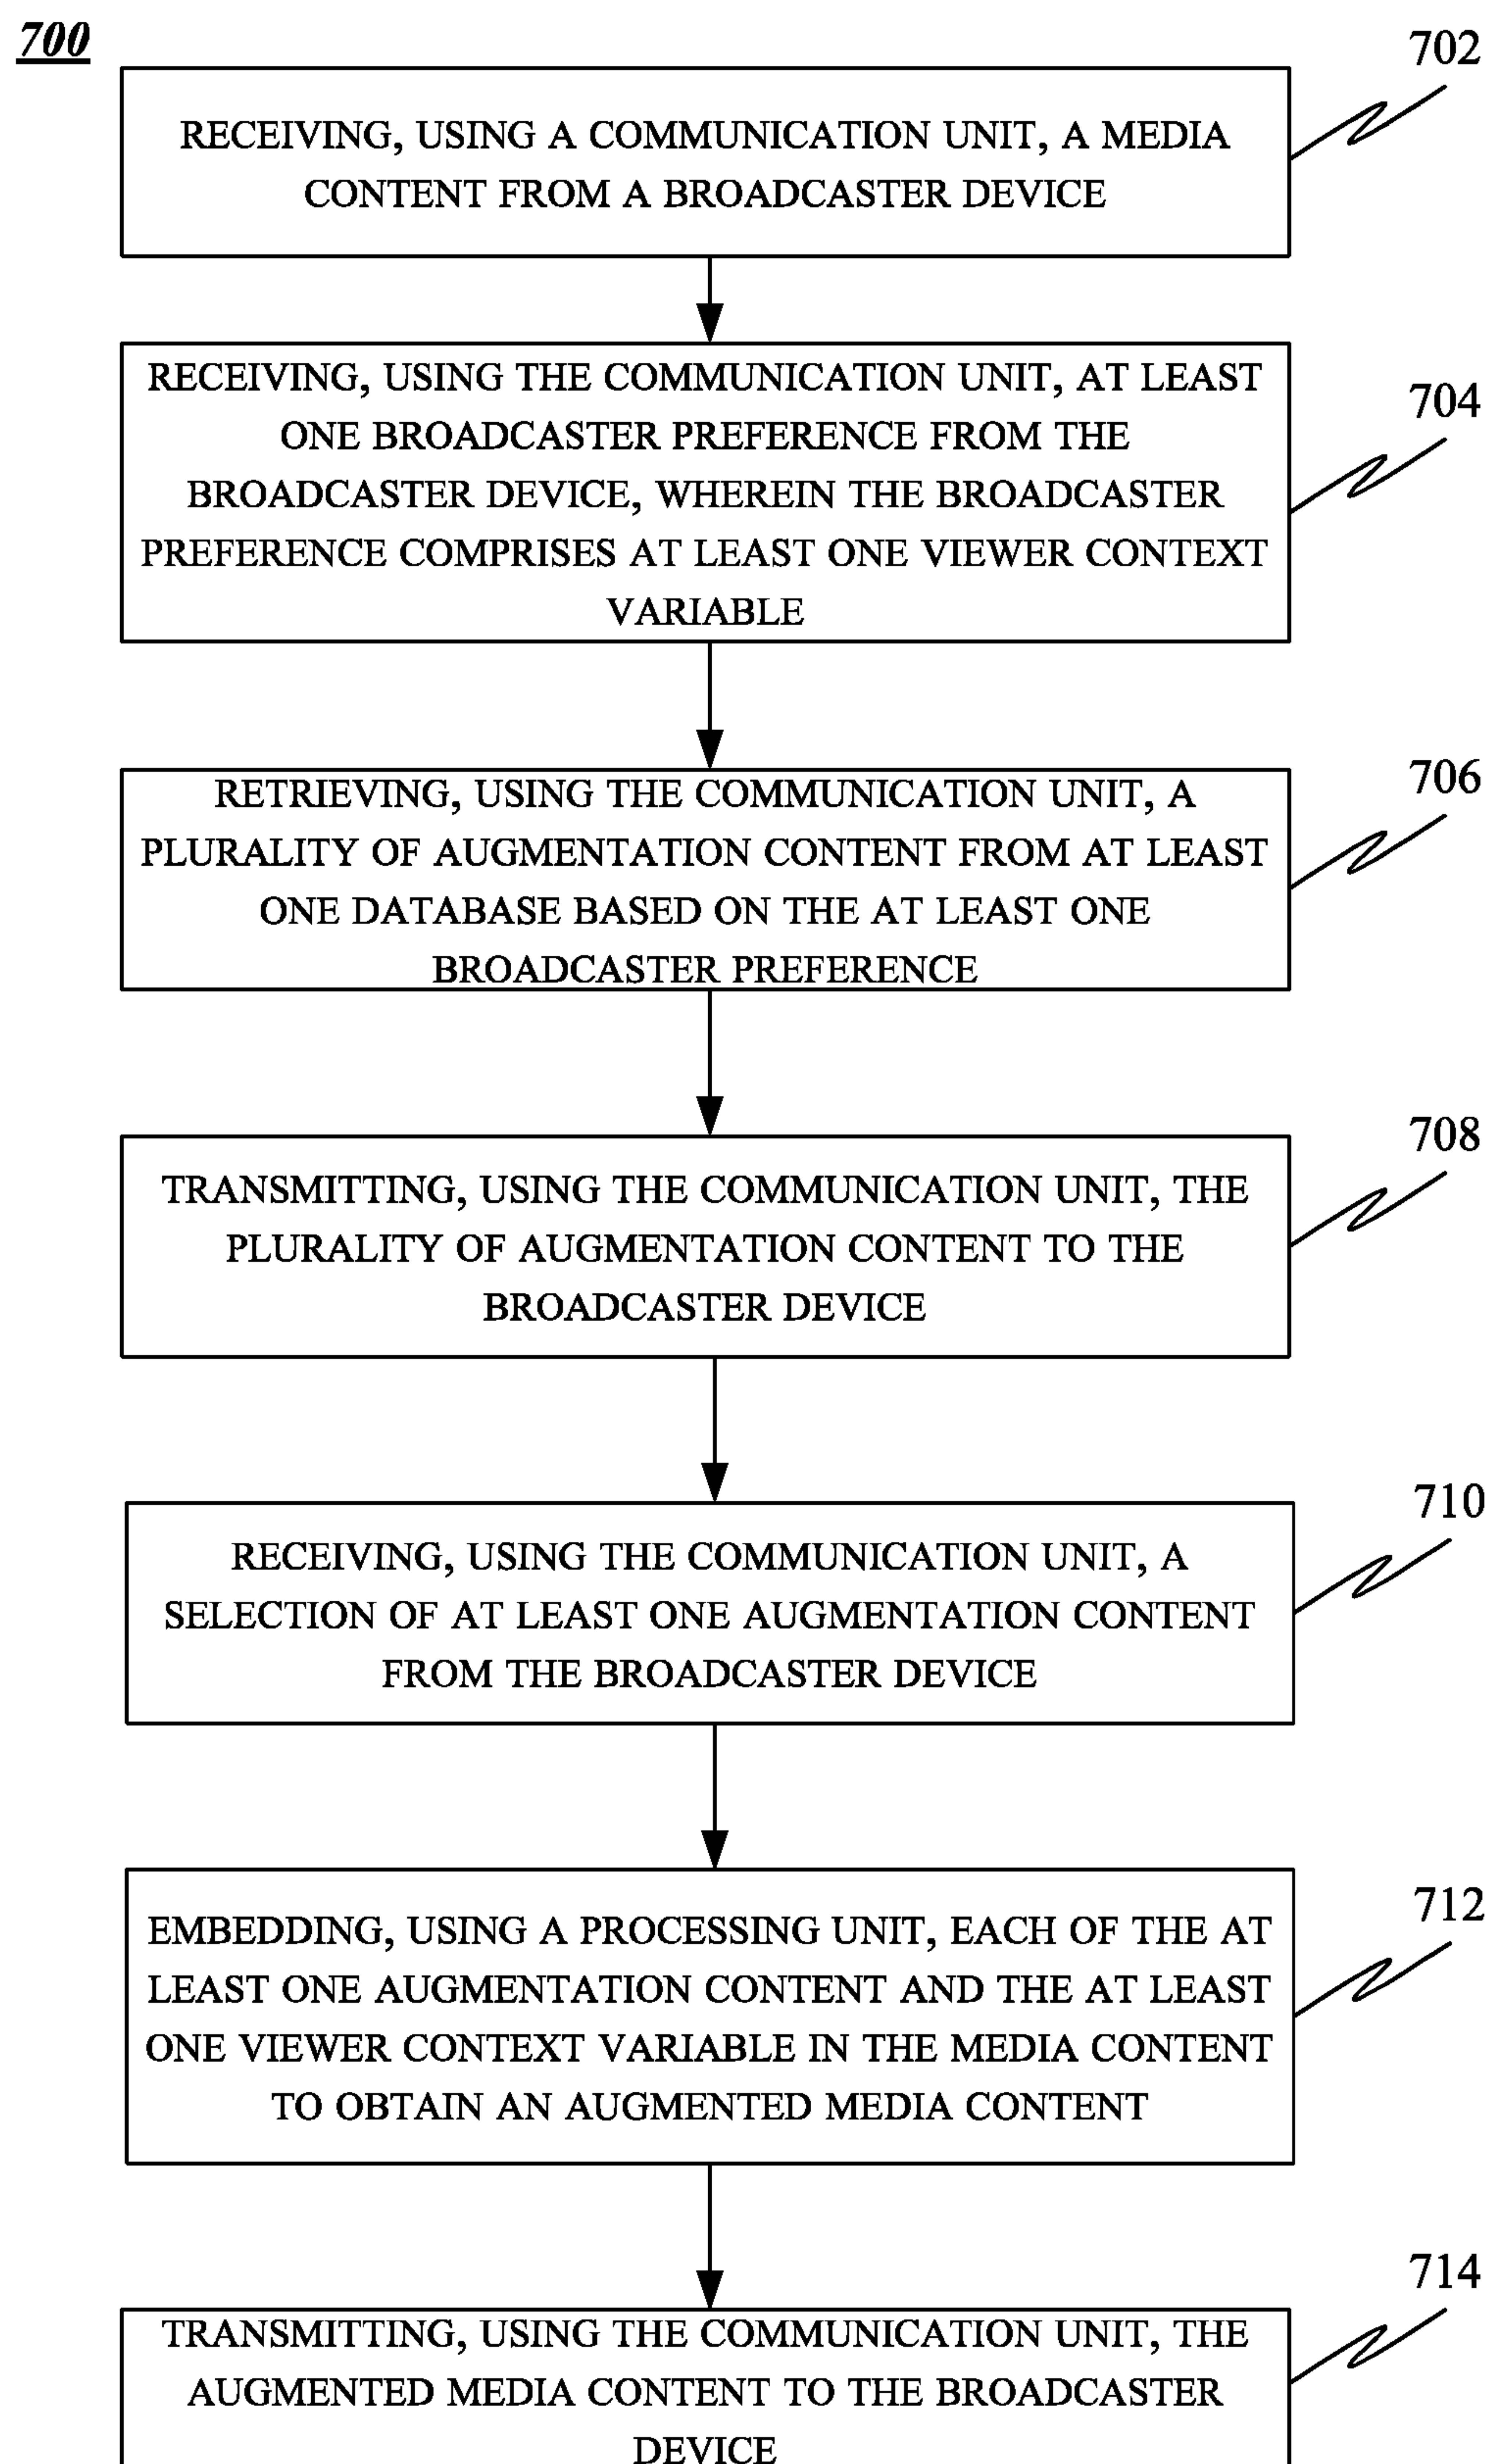 700
702
RECEIVING, USING A COMMUNICATION UNIT, A MEDIA
CONTENT FROM A BROADCASTER DEVICE
704
RECEIVING, USING THE COMMUNICATION UNIT, AT LEAST
ONE BROADCASTER PREFERENCE FROM THE
BROADCASTER DEVICE, WHEREIN THE BROADCASTER
PREFERENCE COMPRISES AT LEAST ONE VIEWER CONTEXT
VARIABLE
706
RETRIEVING, USING THE COMMUNICATION UNIT, A
PLURALITY OF AUGMENTATION CONTENT FROM AT LEAST
ONE DATABASE BASED ON THE AT LEAST ONE
BROADCASTER PREFERENCE
708
TRANSMITTING, USING THE COMMUNICATION UNIT, THE
PLURALITY OF AUGMENTATION CONTENT TO THE
BROADCASTER DEVICE
710
RECEIVING, USING THE COMMUNICATION UNIT, A
SELECTION OF AT LEAST ONE AUGMENTATION CONTENT
FROM THE BROADCASTER DEVICE
712
EMBEDDING, USING A PROCESSING UNIT, EACH OF THE AT
LEAST ONE AUGMENTATION CONTENT AND THE AT LEAST
ONE VIEWER CONTEXT VARIABLE IN THE MEDIA CONTENT
TO OBTAIN AN AUGMENTED MEDIA CONTENT
714
TRANSMITTING, USING THE COMMUNICATION UNIT, THE
AUGMENTED MEDIA CONTENT TO THE BROADCASTER
DEVICE